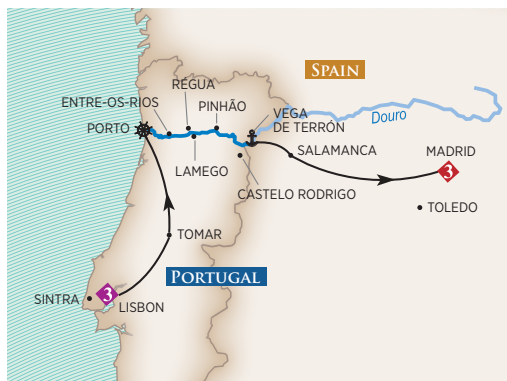 SPAIN
RÉGUA
ENTRE-OS-RIOS
PINHÃO
VEGA
DE TERRÓN
Douro
PORTO
SALAMANCA
MADRID
3
LAMEGO
CASTELO RODRIGO
TOLEDO
TOMAR
PORTUGAL
SINTRA
3
LISBON